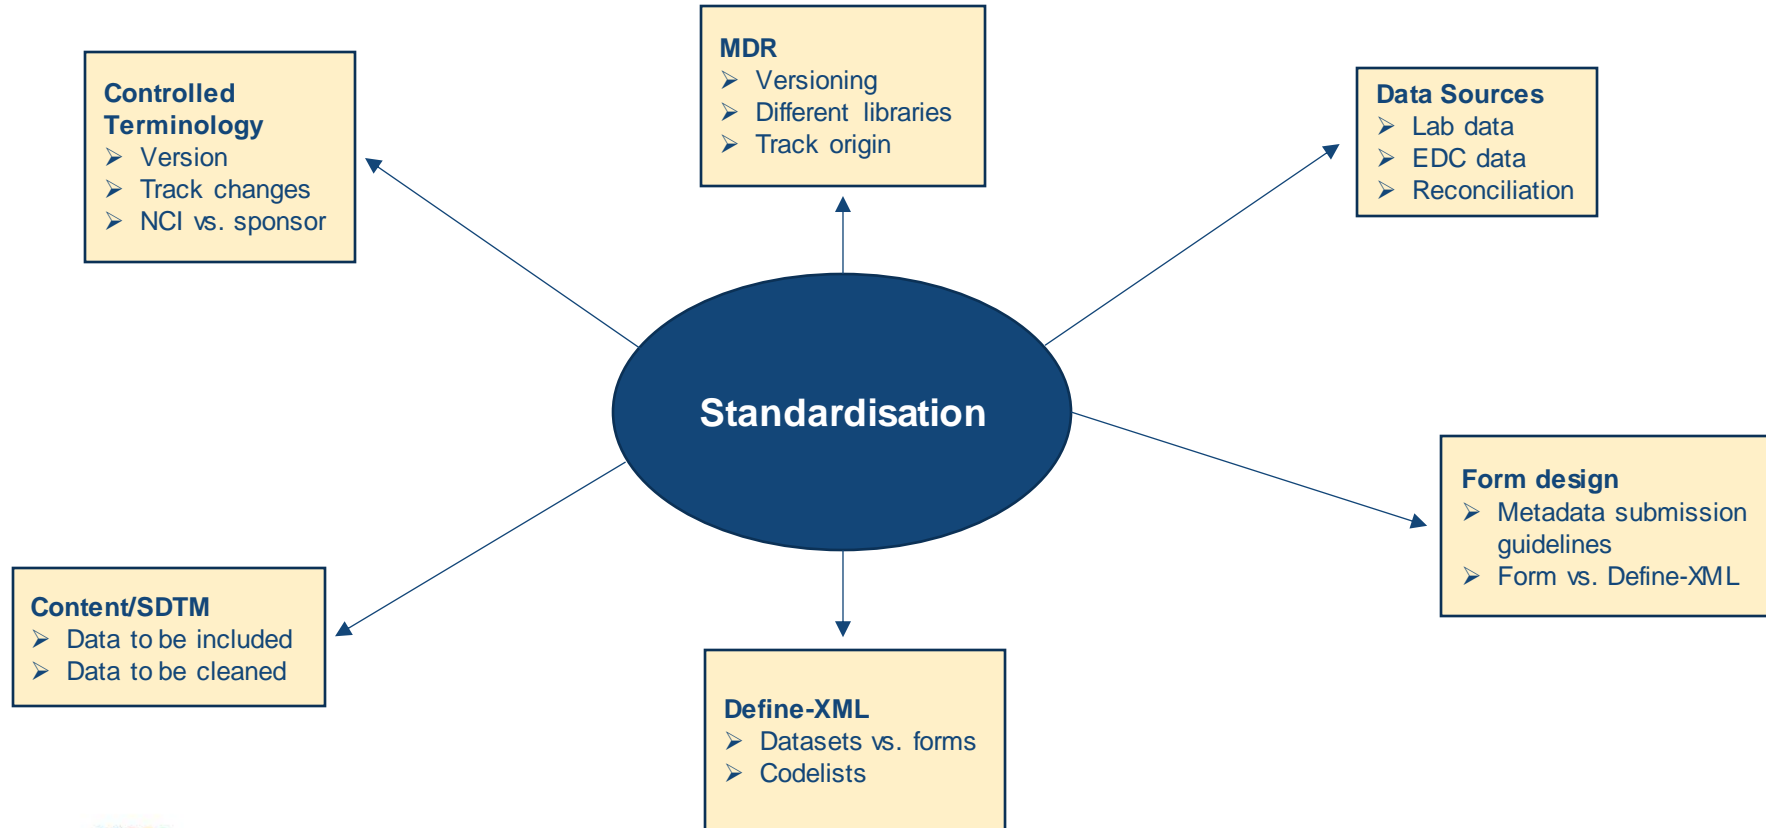 MDR
➢ Versioning
➢ Different libraries
➢ Track origin
Controlled
Terminology
➢ Version
➢ Track changes
➢ NCI vs. sponsor
Data Sources
➢ Lab data
➢ EDC data
➢ Reconciliation
Standardisation
Form design
➢ Metadata submission
guidelines
➢ Form vs. Define-XML
Content/SDTM
➢ Data to be included
➢ Data to be cleaned
Define-XML
➢ Datasets vs. forms
➢ Codelists